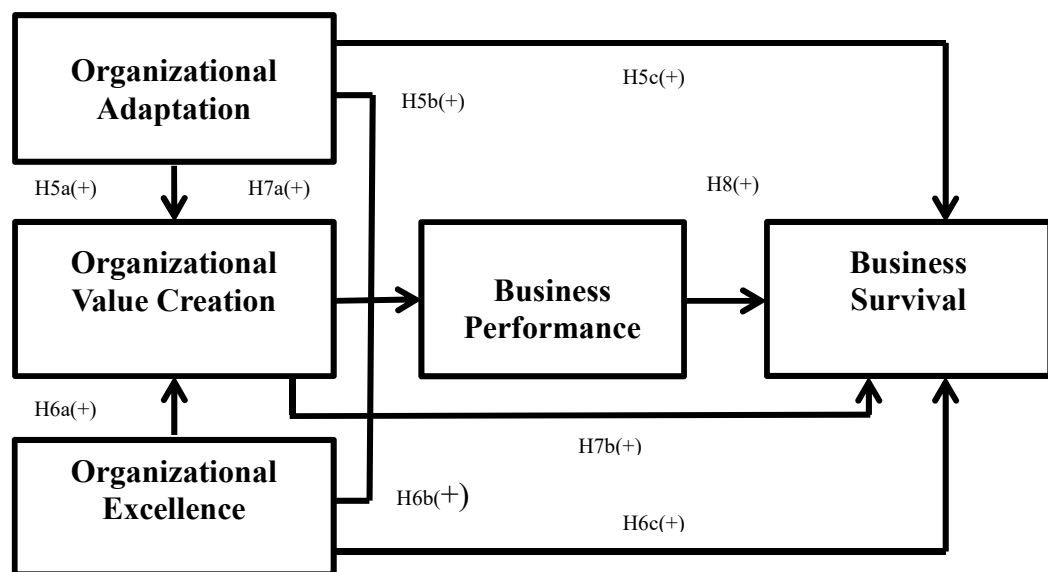 Organizational
Adaptation
H5c(+)
H5b(+)
H5a(+)
H7a(+)
H8(+)
Organizational
Value Creation
Business
Performance
Business
Survival
H6a(+)
H7b(+)
Organizational
Excellence
H6b(+)
H6c(+)